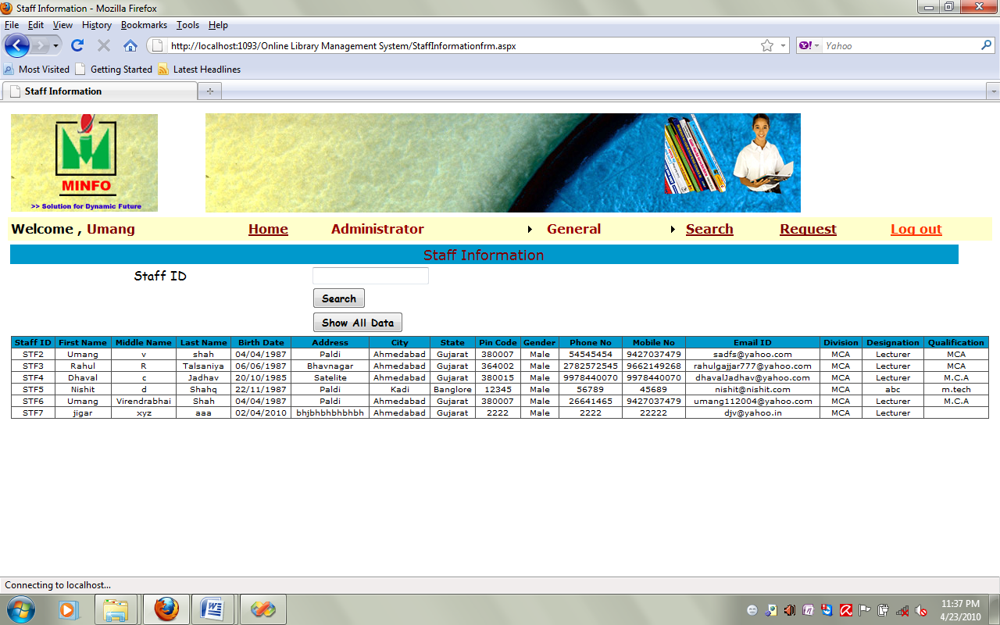 Staff Information - Mozilla Firefox
File Edit View History Bookmarks Tools Help
http://localhost:1093/Online Library Management System/StaffInformationfrm.aspx
Y! Yahoo
Most Visited Getting Started Latest Headlines
Staff Information
MINFO
>> Solution for Dynamic Future
Welcome , Umang Home Administrator General Search Request Log out
Staff Information
Staff ID
Search
Show All Data
Staff ID First Name Middle Name Last Name Birth Date Address City State Pin Code Gender Phone No Mobile No Email ID Division Designation Qualification
STF2 Umang v shah 04/04/1987 Paldi Ahmedabad Gujarat 380007 Male 54545454 9427037479 sadfs@yahoo.com MCA Lecturer MCA
STF3 Rahul R Talsaniya 06/06/1987 Bhavnagar Ahmedabad Gujarat 364002 Male 2782572545 9662149268 rahulgajjar777@yahoo.com MCA Lecturer MCA
STF4 Dhaval c Jadhav 20/10/1985 Satelite Ahmedabad Gujarat 380015 Male 9978440070 9978440070 dhavalJadhav@yahoo.com MCA Lecturer M.C.A
STF5 Nishit d Shahq 22/11/1987 Paldi Kadi Banglore 12345 Male 56789 45689 nishit@nishit.com MCA abc m.tech
STF6 Umang Virendrabhai Shah 04/04/1987 Paldi Ahmedabad Gujarat 380007 Male 26641465 9427037479 umang112004@yahoo.com MCA Lecturer M.C.A
STF7 jigar xyz aaa 02/04/2010 bhjbhbhbhbhbh Ahmedabad Gujarat 2222 Male 2222 22222 djv@yahoo.in MCA Lecturer
Connecting to localhost...
11:37 PM
4/23/2010